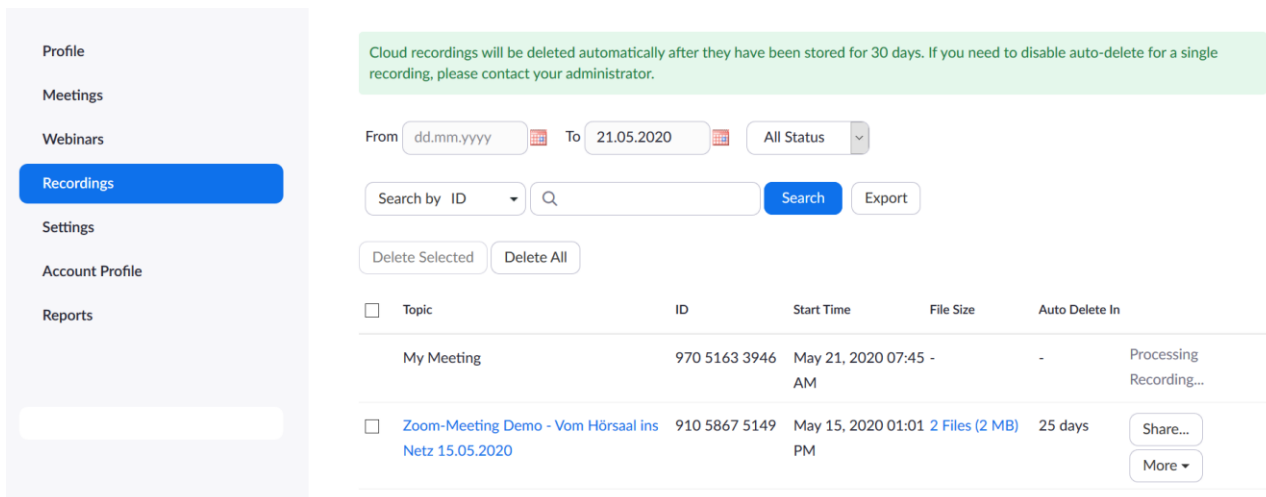 Profile
Meetings
Webinars
Recordings
Settings
Account Profile
Reports
Cloud recordings will be deleted automatically after they have been stored for 30 days. If you need to disable auto-delete for a single
recording, please contact your administrator.
From dd.mm.yyyy To 21.05.2020 All Status
Search by ID Search Export
Delete Selected Delete All
Topic ID Start Time File Size Auto Delete In
My Meeting 970 5163 3946 May 21, 2020 07:45 - - Processing
AM Recording...
Zoom-Meeting Demo - Vom Hörsaal ins 910 5867 5149 May 15, 2020 01:01 2 Files (2 MB) 25 days Share...
Netz 15.05.2020 PM
More